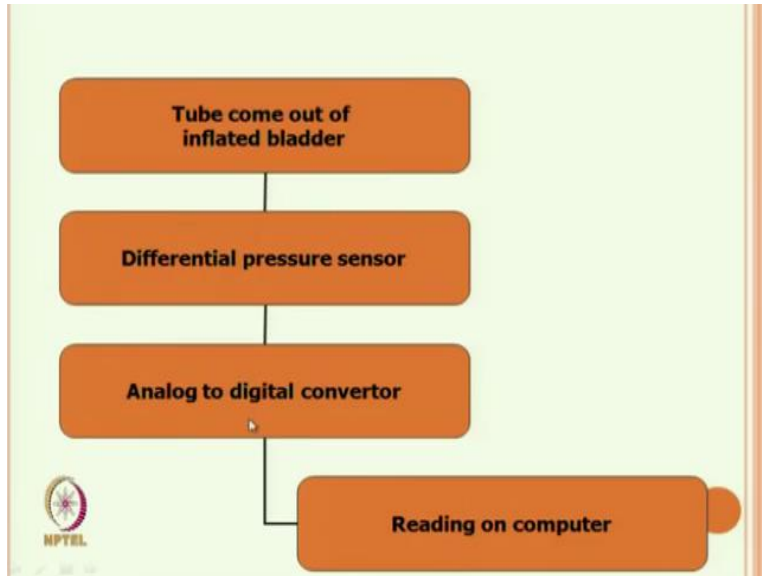 Tube come out of
inflated bladder
Differential pressure sensor
Analog to digital convertor
Reading on computer
NPTEL